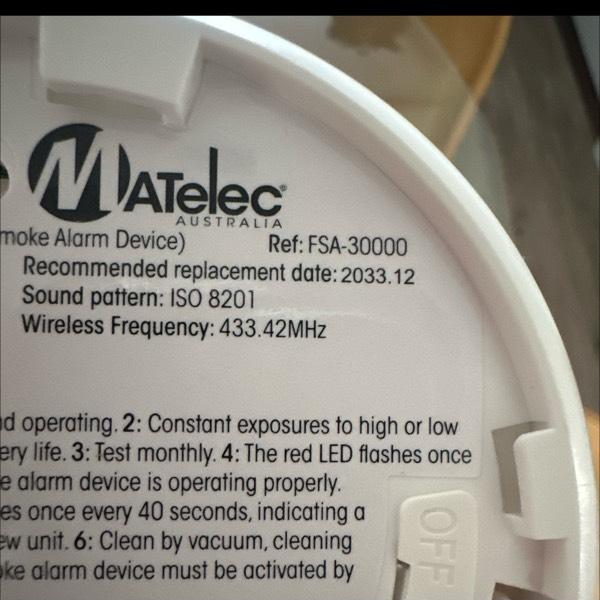 MATelec®
AUSTRALIA
moke Alarm Device) Ref: FSA-30000
Recommended replacement date: 2033.12
Sound pattern: ISO 8201
Wireless Frequency: 433.42MHz
nd operating. 2: Constant exposures to high or low
ery life. 3: Test monthly. 4: The red LED flashes once
e alarm device is operating properly.
es once every 40 seconds, indicating a
ew unit. 6: Clean by vacuum, cleaning
oke alarm device must be activated by
OFF